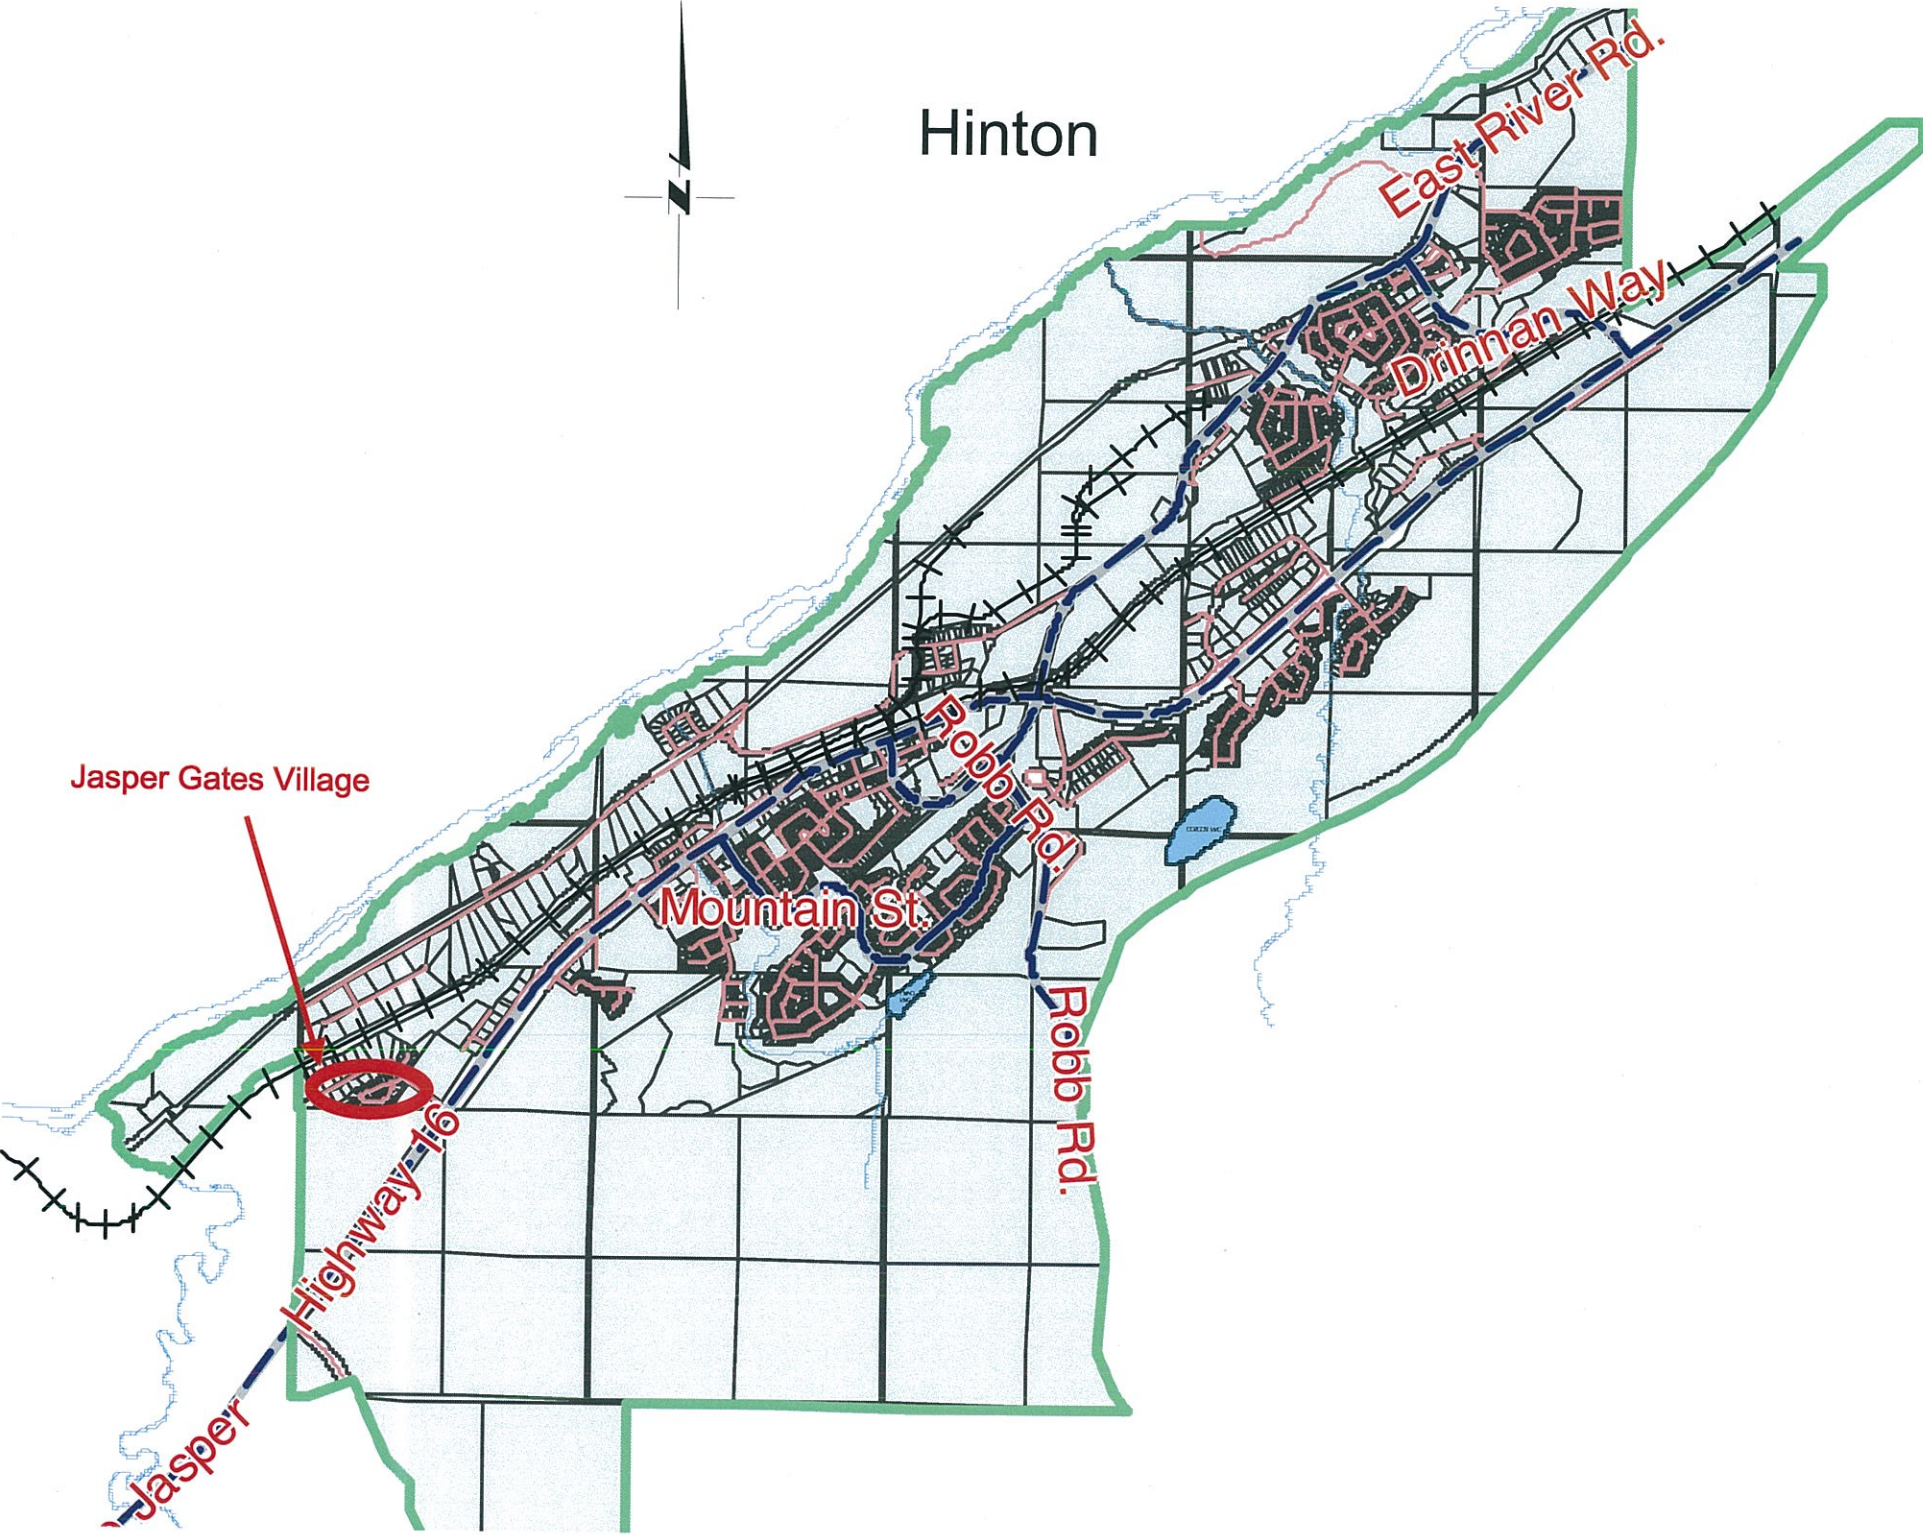 East River Rd.
Hinton
N
Drinnan Way
Robb Rd.
Jasper Gates Village
Mountain St.
Robb Rd.
Highway 16
Jasper